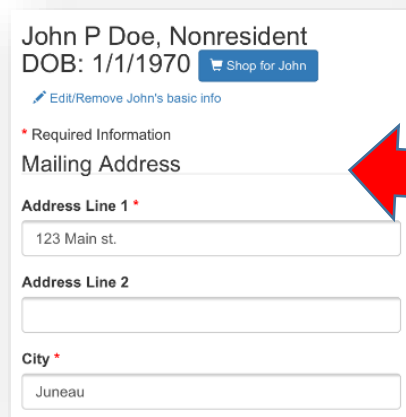 John P Doe, Nonresident
DOB: 1/1/1970 Shop for John
Edit/Remove John's basic info
* Required Information
Mailing Address
Address Line 1 *
123 Main st.
Address Line 2
City *
Juneau